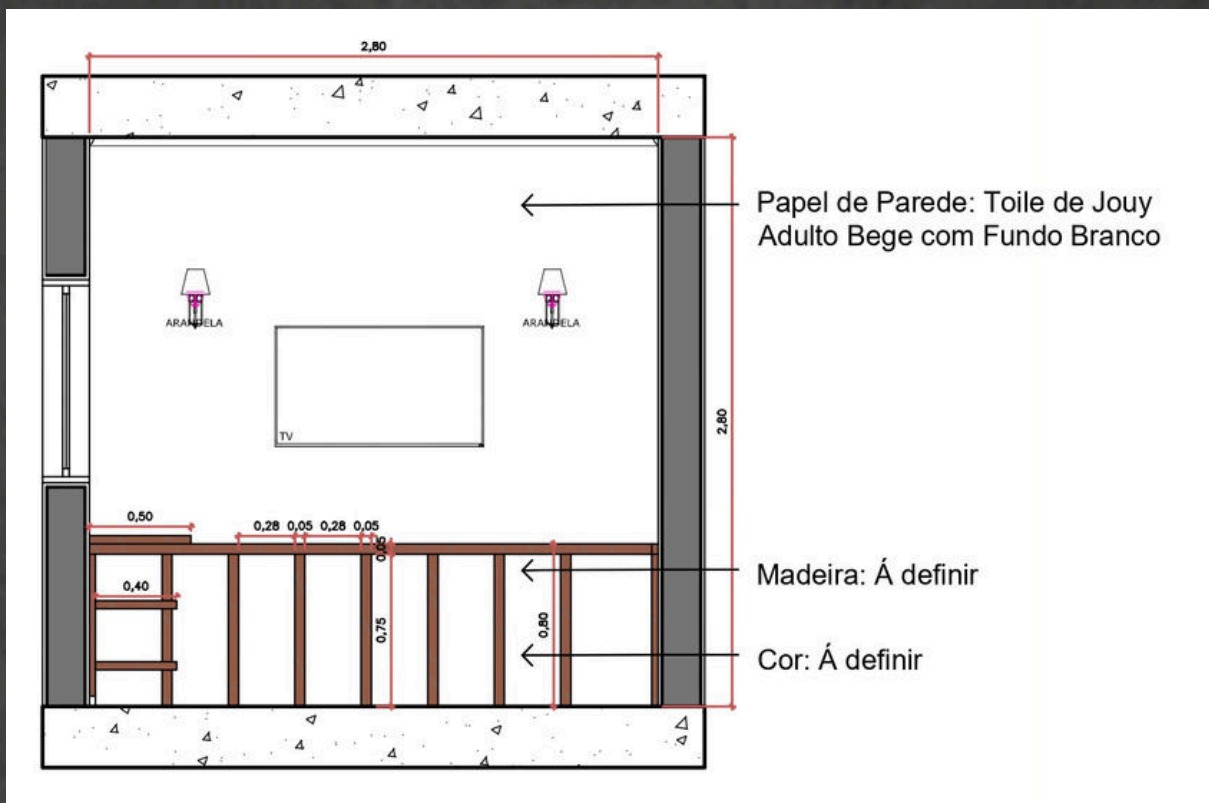 2,80
Papel de Parede: Toile de Jouy
Adulto Bege com Fundo Branco
ARANDELA
ARANDELA
2,80
TV
0,50
0,28 0,05 0,28 0,05
0,05
Madeira: Á definir
0,40
0,75
0,80
Cor: Á definir